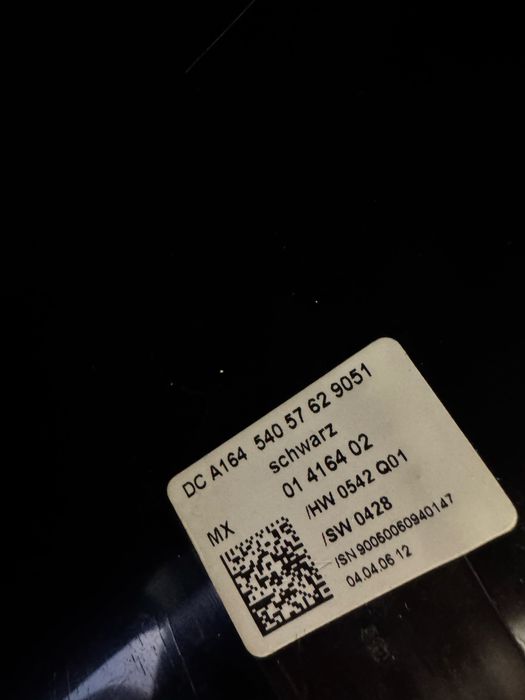 DC A164 540 57 62 9051
schwarz
01 4164 02
MX
/HW 0542 Q01
/SW 0428
/SN 90060060940147
04.04.06 12